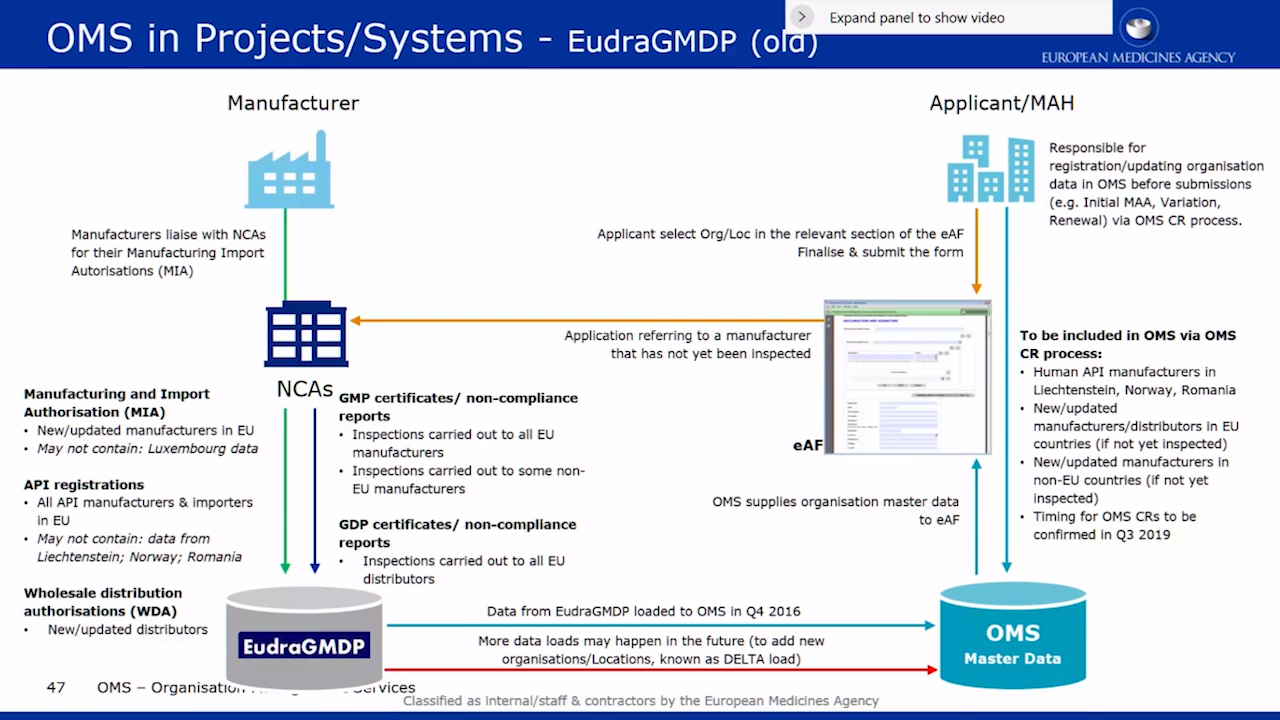 OMS in Projects/Systems - EudraGMDP (old)
Expand panel to show video
EUROPEAN MEDICINES AGENCY
Manufacturer
Applicant/MAH
Responsible for
registration/updating organisation
data in OMS before submissions
(e.g. Initial MAA, Variation,
Renewal) via OMS CR process.
Manufacturers liaise with NCAs
for their Manufacturing Import
Autorisations (MIA)
Applicant select Org/Loc in the relevant section of the eAF
Finalise & submit the form
Application referring to a manufacturer
that has not yet been inspected
NCAs
eAF
DECLARATION AND SIGNATURE
Manufacturing and Import
Authorisation (MIA)
• New/updated manufacturers in EU
• May not contain: Luxembourg data
API registrations
• All API manufacturers & importers
in EU
• May not contain: data from
Liechtenstein; Norway; Romania
Wholesale distribution
authorisations (WDA)
• New/updated distributors
GMP certificates/ non-compliance
reports
• Inspections carried out to all EU
manufacturers
• Inspections carried out to some non-
EU manufacturers
GDP certificates/ non-compliance
reports
• Inspections carried out to all EU
distributors
OMS supplies organisation master data
to eAF
To be included in OMS via OMS
CR process:
• Human API manufacturers in
Liechtenstein, Norway, Romania
• New/updated
manufacturers/distributors in EU
countries (if not yet inspected)
• New/updated manufacturers in
non-EU countries (if not yet
inspected)
• Timing for OMS CRs to be
confirmed in Q3 2019
EudraGMDP
Data from EudraGMDP loaded to OMS in Q4 2016
More data loads may happen in the future (to add new
organisations/Locations, known as DELTA load)
OMS
Master Data
47 OMS – Organisation Services
Classified as internal/staff & contractors by the European Medicines Agency